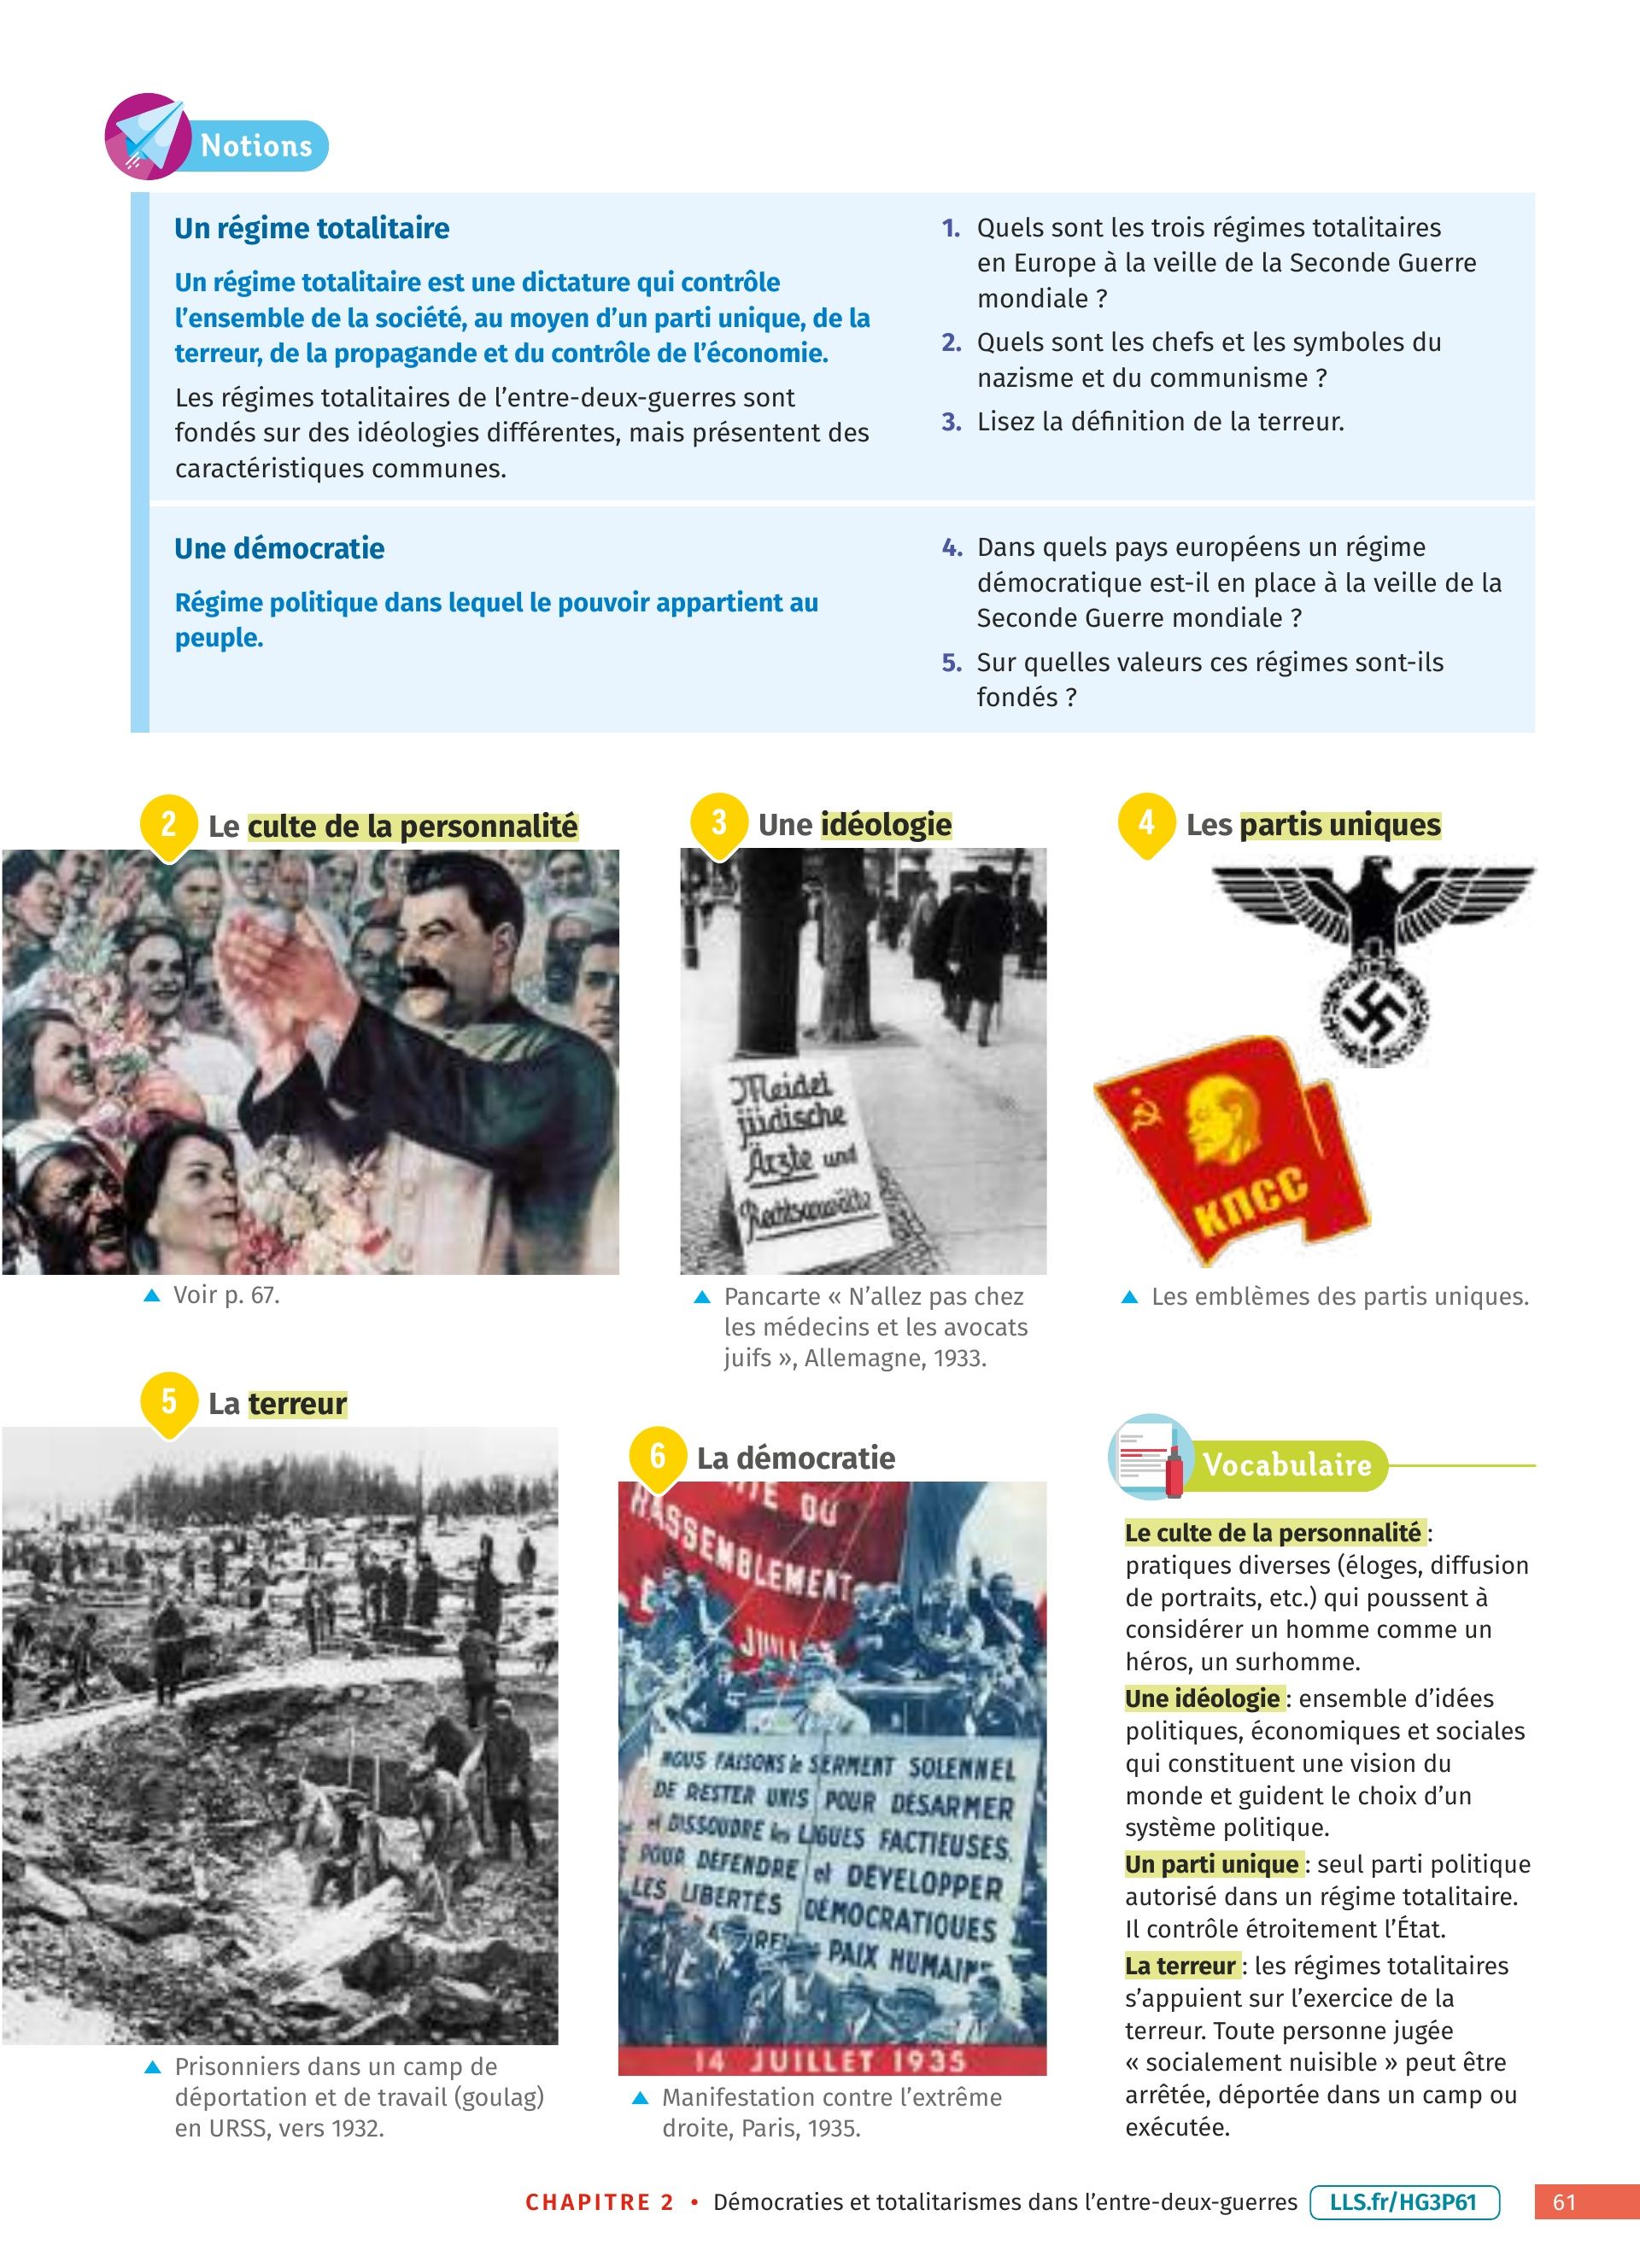 Notions
Un régime totalitaire
Un régime totalitaire est une dictature qui contrôle
l'ensemble de la société, au moyen d'un parti unique, de la
terreur, de la propagande et du contrôle de l'économie.
Les régimes totalitaires de l'entre-deux-guerres sont
fondés sur des idéologies différentes, mais présentent des
caractéristiques communes.
1. Quels sont les trois régimes totalitaires
en Europe à la veille de la Seconde Guerre
mondiale ?
2. Quels sont les chefs et les symboles du
nazisme et du communisme ?
3. Lisez la définition de la terreur.
Une démocratie
Régime politique dans lequel le pouvoir appartient au
peuple.
4. Dans quels pays européens un régime
démocratique est-il en place à la veille de la
Seconde Guerre mondiale ?
5. Sur quelles valeurs ces régimes sont-ils
fondés ?
2 Le culte de la personnalité
▲ Voir p. 67.
3 Une idéologie
Meidet
jüdische
Ärzte und
Rechtsanwälte
▲ Pancarte « N'allez pas chez
les médecins et les avocats
juifs », Allemagne, 1933.
4 Les partis uniques
КПСС
▲ Les emblèmes des partis uniques.
5 La terreur
▲ Prisonniers dans un camp de
déportation et de travail (goulag)
en URSS, vers 1932.
6 La démocratie
DU
RASSEMBLEMENT
NOUS FAISONS le SERMENT SOLENNEL
DE RESTER UNIS POUR DÉSARMER
et DISSOUDRE les LIGUES FACTIEUSES.
POUR DEFENDRE et DEVELOPPER
LES LIBERTÉS DÉMOCRATIQUES
PAIX HUMAINE
14 JUILLET 1935
▲ Manifestation contre l'extrême
droite, Paris, 1935.
Vocabulaire
Le culte de la personnalité :
pratiques diverses (éloges, diffusion
de portraits, etc.) qui poussent à
considérer un homme comme un
héros, un surhomme.
Une idéologie : ensemble d'idées
politiques, économiques et sociales
qui constituent une vision du
monde et guident le choix d'un
système politique.
Un parti unique : seul parti politique
autorisé dans un régime totalitaire.
Il contrôle étroitement l'État.
La terreur : les régimes totalitaires
s'appuient sur l'exercice de la
terreur. Toute personne jugée
« socialement nuisible » peut être
arrêtée, déportée dans un camp ou
exécutée.
CHAPITRE 2 • Démocraties et totalitarismes dans l'entre-deux-guerres LLS.fr/HG3P61 61